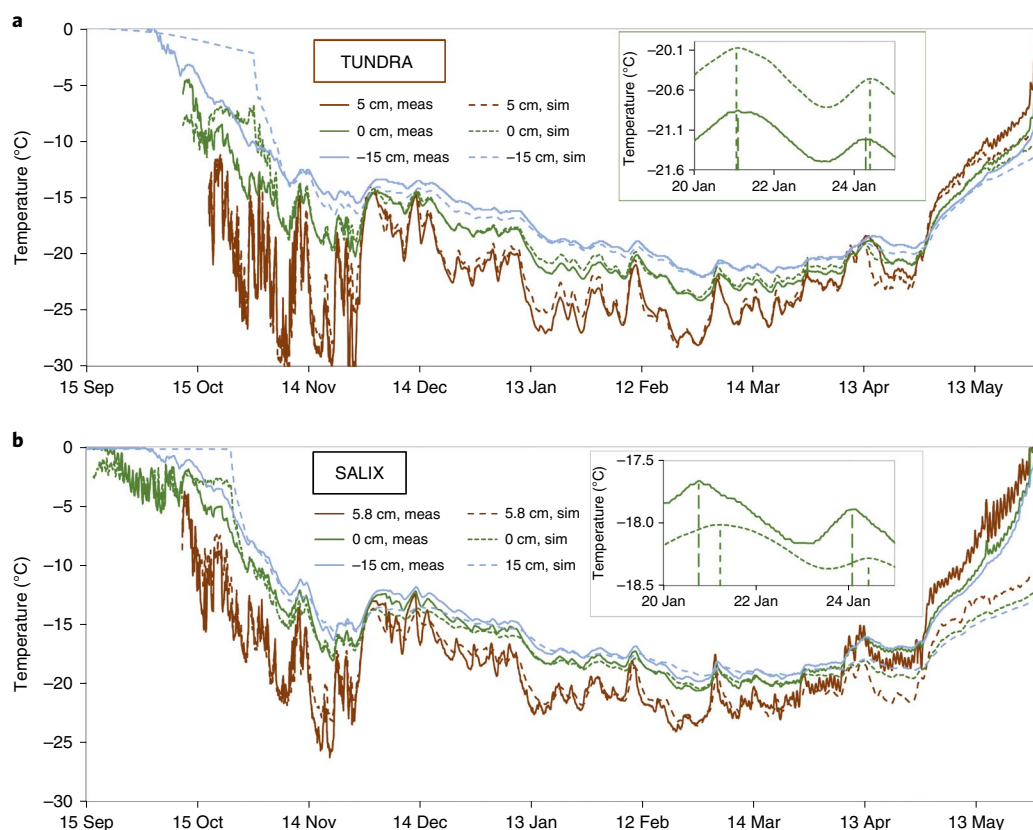 a
0
−5
−10
−15
−20
−25
−30
Temperature (°C)
TUNDRA
5 cm, meas
5 cm, sim
0 cm, meas
0 cm, sim
−15 cm, meas
−15 cm, sim
−20.1
−20.6
−21.1
−21.6
Temperature (°C)
20 Jan
22 Jan
24 Jan
15 Sep
15 Oct
14 Nov
14 Dec
13 Jan
12 Feb
14 Mar
13 Apr
13 May
b
0
−5
−10
−15
−20
−25
−30
Temperature (°C)
SALIX
5.8 cm, meas
5.8 cm, sim
0 cm, meas
0 cm, sim
−15 cm, meas
15 cm, sim
−17.5
−18.0
−18.5
Temperature (°C)
20 Jan
22 Jan
24 Jan
15 Sep
15 Oct
14 Nov
14 Dec
13 Jan
12 Feb
14 Mar
13 Apr
13 May